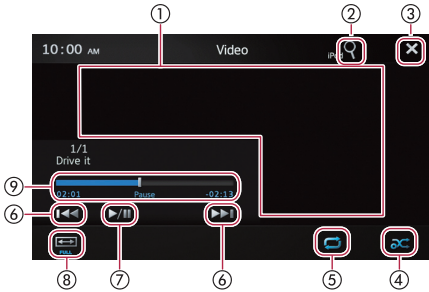 ① ② ③
10:00 AM Video iPod
1/1
Drive it
⑨
02:01 Pause -02:13
⑥
FULL
⑧ ⑦ ⑥ ⑤ ④